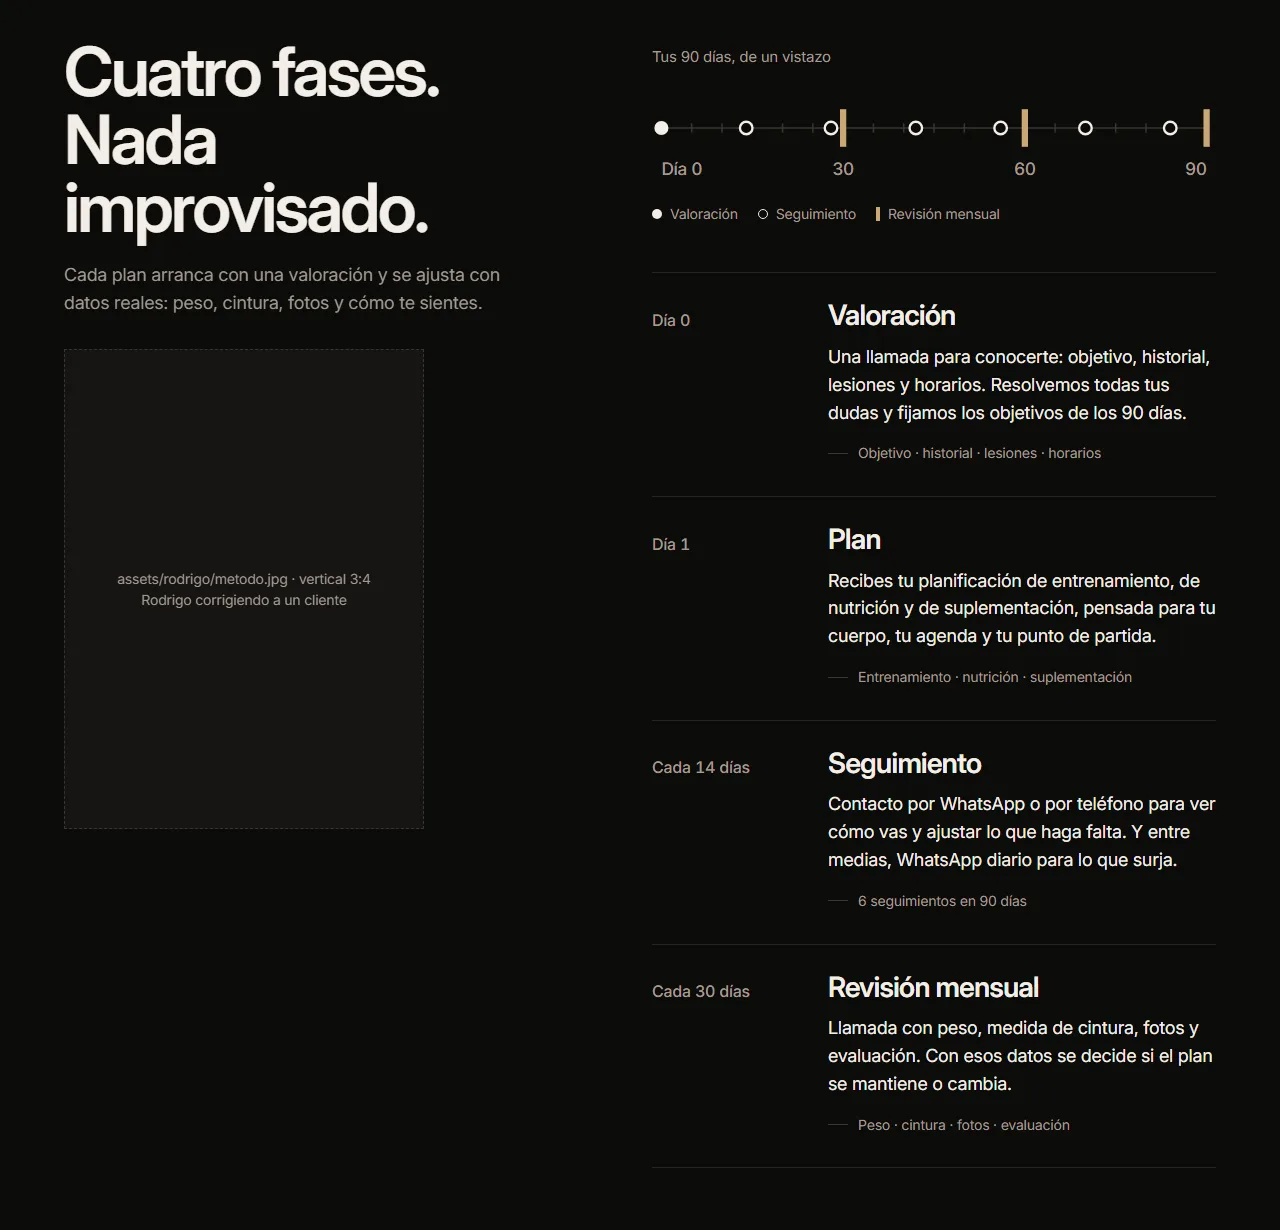 Cuatro fases.
Nada
improvisado.
Cada plan arranca con una valoración y se ajusta con
datos reales: peso, cintura, fotos y cómo te sientes.
assets/rodrigo/metodo.jpg · vertical 3:4
Rodrigo corrigiendo a un cliente
Tus 90 días, de un vistazo
Día 0 30 60 90
Valoración Seguimiento Revisión mensual
Día 0
Valoración
Una llamada para conocerte: objetivo, historial,
lesiones y horarios. Resolvemos todas tus
dudas y fijamos los objetivos de los 90 días.
Objetivo · historial · lesiones · horarios
Día 1
Plan
Recibes tu planificación de entrenamiento, de
nutrición y de suplementación, pensada para tu
cuerpo, tu agenda y tu punto de partida.
Entrenamiento · nutrición · suplementación
Cada 14 días
Seguimiento
Contacto por WhatsApp o por teléfono para ver
cómo vas y ajustar lo que haga falta. Y entre
medias, WhatsApp diario para lo que surja.
6 seguimientos en 90 días
Cada 30 días
Revisión mensual
Llamada con peso, medida de cintura, fotos y
evaluación. Con esos datos se decide si el plan
se mantiene o cambia.
Peso · cintura · fotos · evaluación